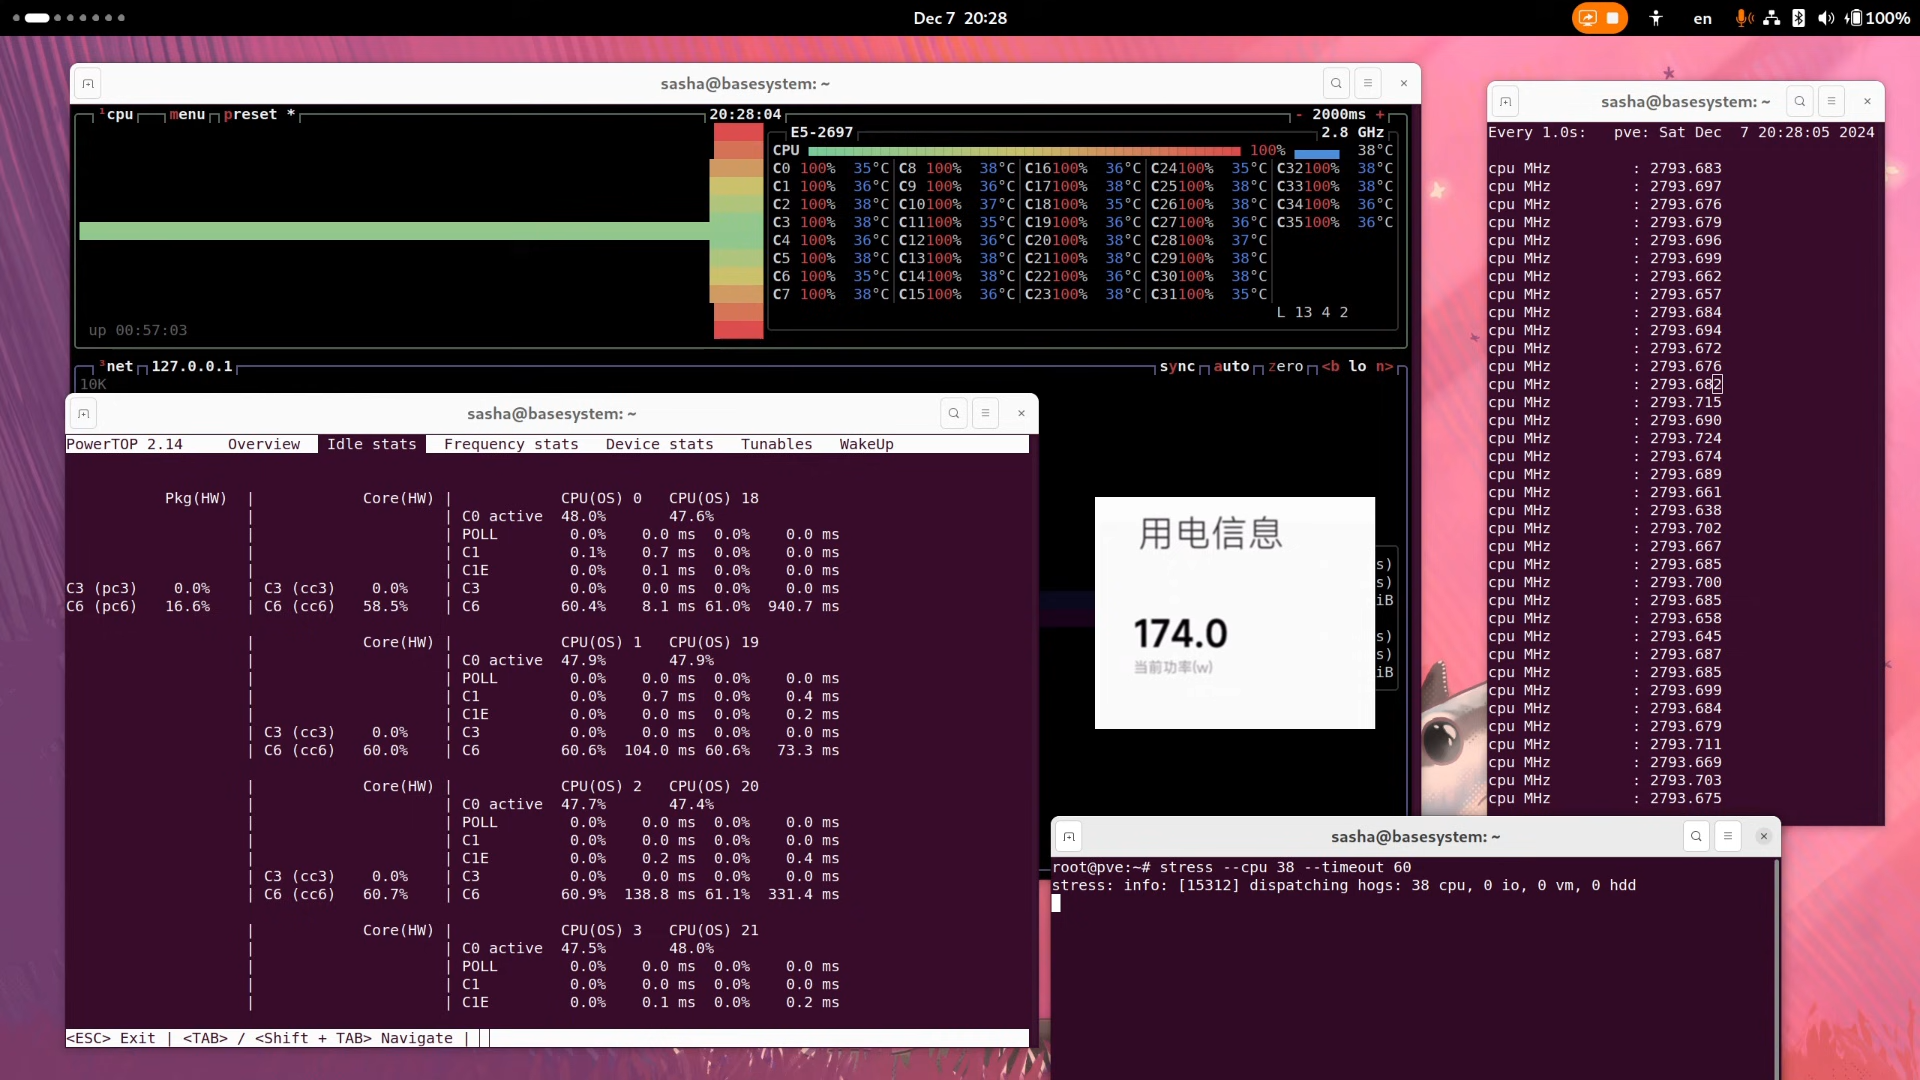 Dec 7 20:28
en
100%
sasha@basesystem: ~
¹cpu menu preset * 20:28:04 - 2000ms +
E5-2697 2.8 GHz
CPU 100% 38°C
C0 100% 35°C C8 100% 38°C C16100% 36°C C24100% 35°C C32100% 38°C
C1 100% 36°C C9 100% 36°C C17100% 38°C C25100% 38°C C33100% 38°C
C2 100% 38°C C10100% 37°C C18100% 35°C C26100% 38°C C34100% 36°C
C3 100% 38°C C11100% 35°C C19100% 36°C C27100% 36°C C35100% 36°C
C4 100% 36°C C12100% 36°C C20100% 38°C C28100% 37°C
C5 100% 38°C C13100% 38°C C21100% 38°C C29100% 38°C
C6 100% 35°C C14100% 38°C C22100% 36°C C30100% 38°C
C7 100% 38°C C15100% 36°C C23100% 38°C C31100% 35°C
L 13 4 2
up 00:57:03
³net 127.0.0.1 sync auto zero <b lo n>
10K
s)
s)
iB
s)
s)
iB
sasha@basesystem: ~
PowerTOP 2.14 Overview Idle stats Frequency stats Device stats Tunables WakeUp
Pkg(HW) | Core(HW) | CPU(OS) 0 CPU(OS) 18
| | C0 active 48.0% 47.6%
| | POLL 0.0% 0.0 ms 0.0% 0.0 ms
| | C1 0.1% 0.7 ms 0.0% 0.0 ms
| | C1E 0.0% 0.1 ms 0.0% 0.0 ms
C3 (pc3) 0.0% | C3 (cc3) 0.0% | C3 0.0% 0.0 ms 0.0% 0.0 ms
C6 (pc6) 16.6% | C6 (cc6) 58.5% | C6 60.4% 8.1 ms 61.0% 940.7 ms
| Core(HW) | CPU(OS) 1 CPU(OS) 19
| | C0 active 47.9% 47.9%
| | POLL 0.0% 0.0 ms 0.0% 0.0 ms
| | C1 0.0% 0.7 ms 0.0% 0.4 ms
| | C1E 0.0% 0.0 ms 0.0% 0.2 ms
| C3 (cc3) 0.0% | C3 0.0% 0.0 ms 0.0% 0.0 ms
| C6 (cc6) 60.0% | C6 60.6% 104.0 ms 60.6% 73.3 ms
| Core(HW) | CPU(OS) 2 CPU(OS) 20
| | C0 active 47.7% 47.4%
| | POLL 0.0% 0.0 ms 0.0% 0.0 ms
| | C1 0.0% 0.0 ms 0.0% 0.0 ms
| | C1E 0.0% 0.2 ms 0.0% 0.4 ms
| C3 (cc3) 0.0% | C3 0.0% 0.0 ms 0.0% 0.0 ms
| C6 (cc6) 60.7% | C6 60.9% 138.8 ms 61.1% 331.4 ms
| Core(HW) | CPU(OS) 3 CPU(OS) 21
| | C0 active 47.5% 48.0%
| | POLL 0.0% 0.0 ms 0.0% 0.0 ms
| | C1 0.0% 0.0 ms 0.0% 0.0 ms
| | C1E 0.0% 0.1 ms 0.0% 0.2 ms
<ESC> Exit | <TAB> / <Shift + TAB> Navigate |
用电信息
174.0
当前功率(w)
sasha@basesystem: ~
Every 1.0s: pve: Sat Dec 7 20:28:05 2024
cpu MHz : 2793.683
cpu MHz : 2793.697
cpu MHz : 2793.676
cpu MHz : 2793.679
cpu MHz : 2793.696
cpu MHz : 2793.699
cpu MHz : 2793.662
cpu MHz : 2793.657
cpu MHz : 2793.684
cpu MHz : 2793.694
cpu MHz : 2793.672
cpu MHz : 2793.676
cpu MHz : 2793.682
cpu MHz : 2793.715
cpu MHz : 2793.690
cpu MHz : 2793.724
cpu MHz : 2793.674
cpu MHz : 2793.689
cpu MHz : 2793.661
cpu MHz : 2793.638
cpu MHz : 2793.702
cpu MHz : 2793.667
cpu MHz : 2793.685
cpu MHz : 2793.700
cpu MHz : 2793.685
cpu MHz : 2793.658
cpu MHz : 2793.645
cpu MHz : 2793.687
cpu MHz : 2793.685
cpu MHz : 2793.699
cpu MHz : 2793.684
cpu MHz : 2793.679
cpu MHz : 2793.711
cpu MHz : 2793.669
cpu MHz : 2793.703
cpu MHz : 2793.675
sasha@basesystem: ~
root@pve:~# stress --cpu 38 --timeout 60
stress: info: [15312] dispatching hogs: 38 cpu, 0 io, 0 vm, 0 hdd